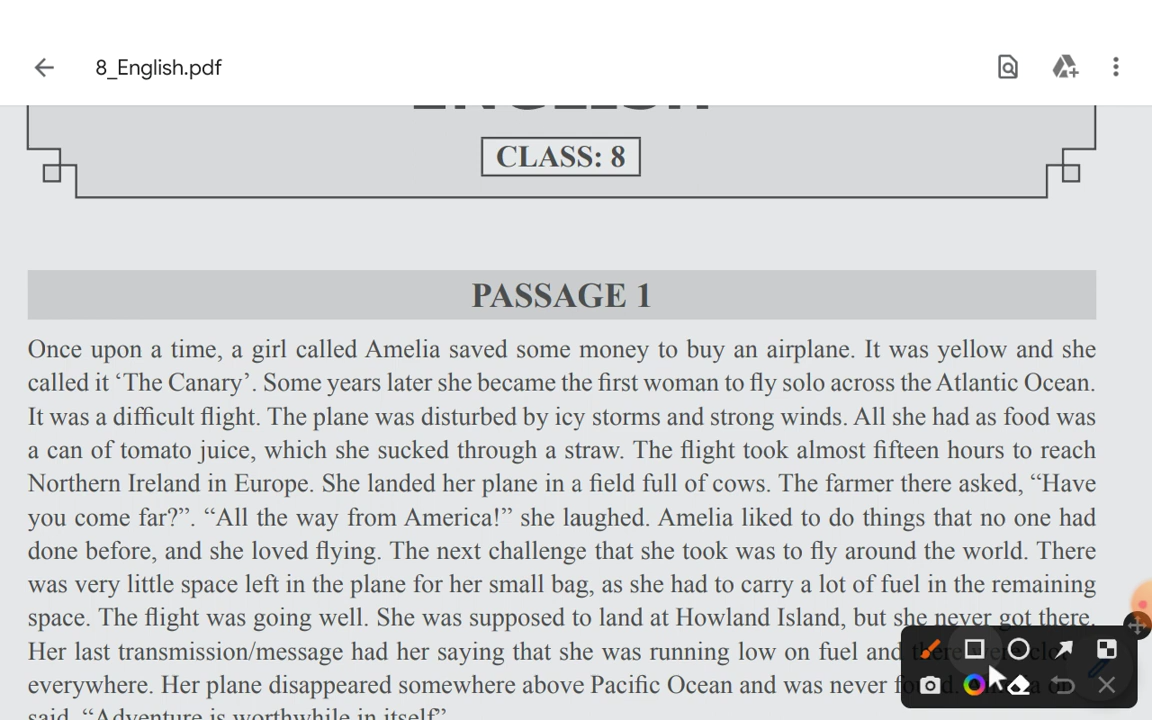 8_English.pdf
ENGLISH
CLASS: 8
PASSAGE 1
Once upon a time, a girl called Amelia saved some money to buy an airplane. It was yellow and she
called it ‘The Canary’. Some years later she became the first woman to fly solo across the Atlantic Ocean.
It was a difficult flight. The plane was disturbed by icy storms and strong winds. All she had as food was
a can of tomato juice, which she sucked through a straw. The flight took almost fifteen hours to reach
Northern Ireland in Europe. She landed her plane in a field full of cows. The farmer there asked, “Have
you come far?”. “All the way from America!” she laughed. Amelia liked to do things that no one had
done before, and she loved flying. The next challenge that she took was to fly around the world. There
was very little space left in the plane for her small bag, as she had to carry a lot of fuel in the remaining
space. The flight was going well. She was supposed to land at Howland Island, but she never got there.
Her last transmission/message had her saying that she was running low on fuel and there were
everywhere. Her plane disappeared somewhere above Pacific Ocean and was never
said, “Adventure is worthwhile in itself”